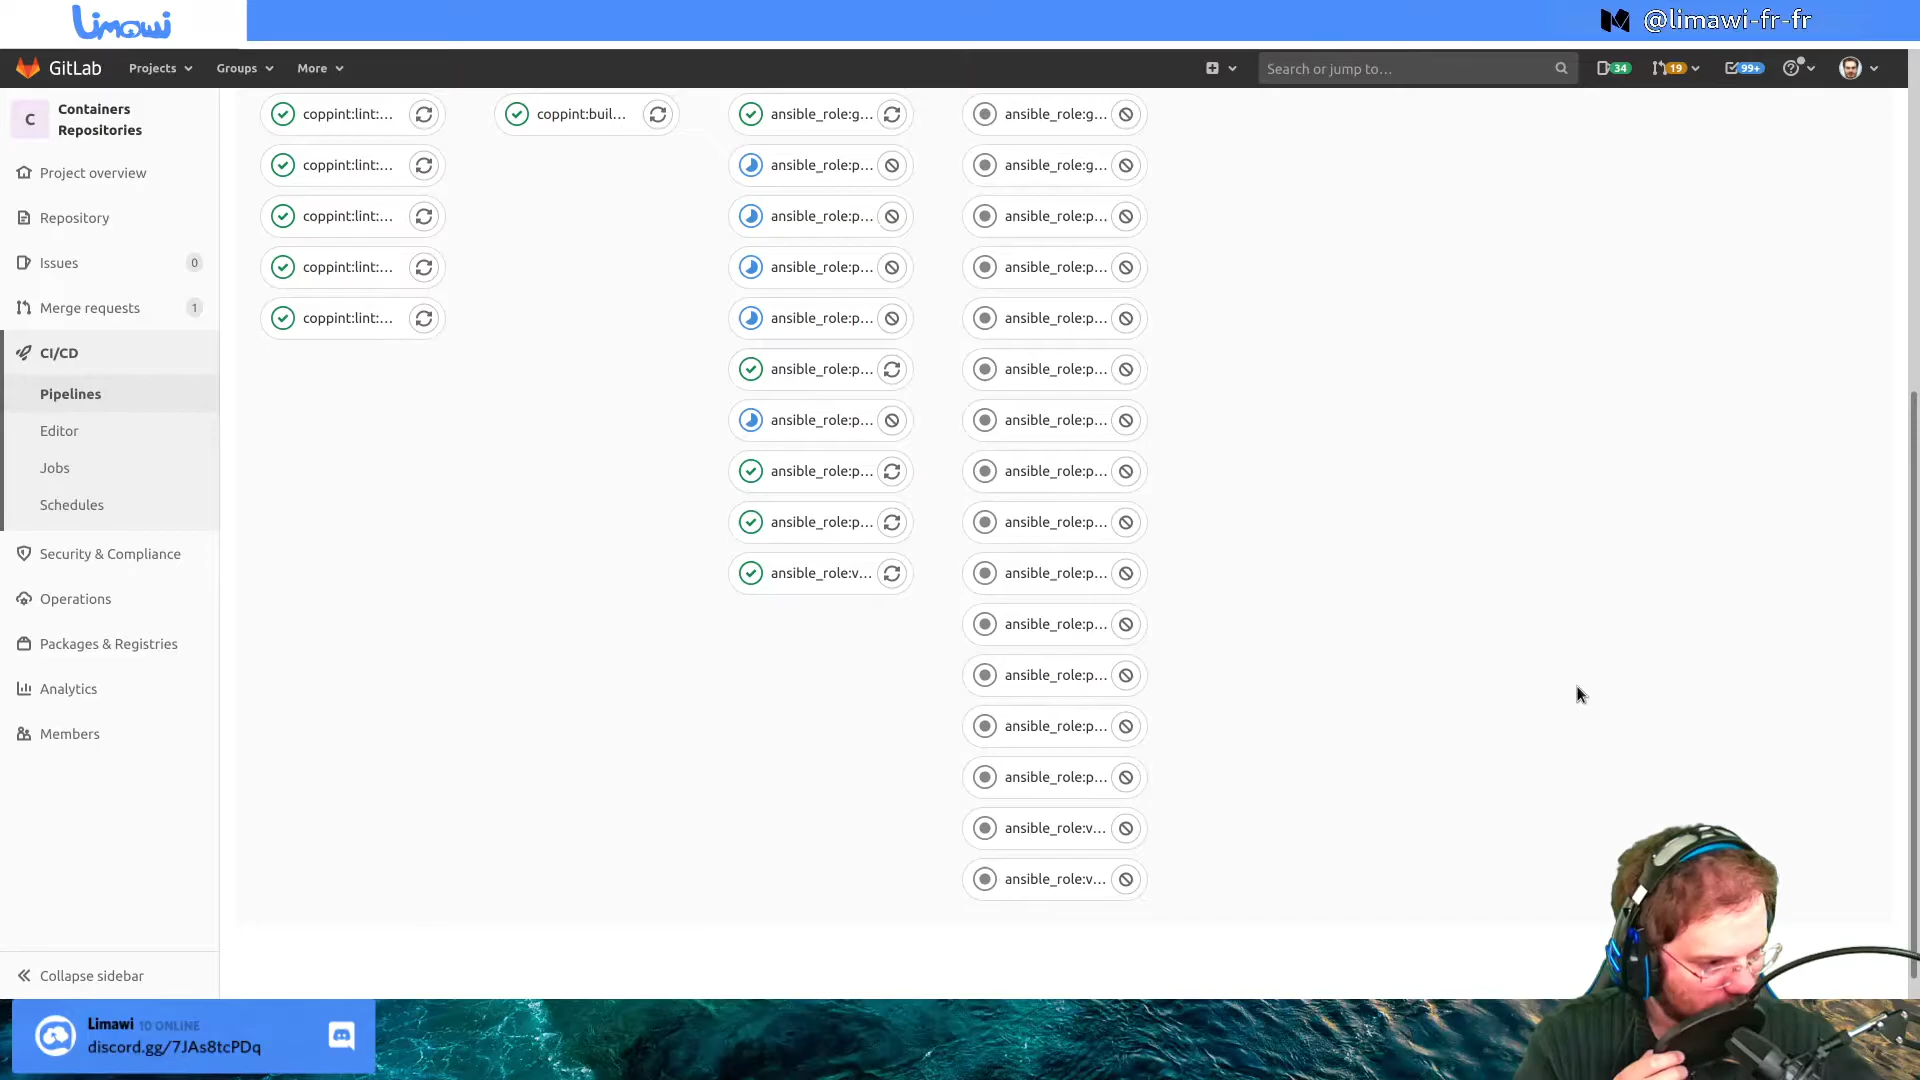 Limawi
@limawi-fr-fr
GitLab
Projects
Groups
More
Search or jump to…
34
19
99+
C
Containers
Repositories
Project overview
Repository
Issues
0
Merge requests
1
CI/CD
Pipelines
Editor
Jobs
Schedules
Security & Compliance
Operations
Packages & Registries
Analytics
Members
Collapse sidebar
coppint:lint:...
coppint:lint:...
coppint:lint:...
coppint:lint:...
coppint:lint:...
coppint:buil...
ansible_role:g...
ansible_role:p...
ansible_role:p...
ansible_role:p...
ansible_role:p...
ansible_role:p...
ansible_role:p...
ansible_role:p...
ansible_role:p...
ansible_role:v...
ansible_role:g...
ansible_role:g...
ansible_role:p...
ansible_role:p...
ansible_role:p...
ansible_role:p...
ansible_role:p...
ansible_role:p...
ansible_role:p...
ansible_role:p...
ansible_role:p...
ansible_role:p...
ansible_role:p...
ansible_role:p...
ansible_role:v...
ansible_role:v...
Limawi 10 ONLINE
discord.gg/7JAs8tcPDq